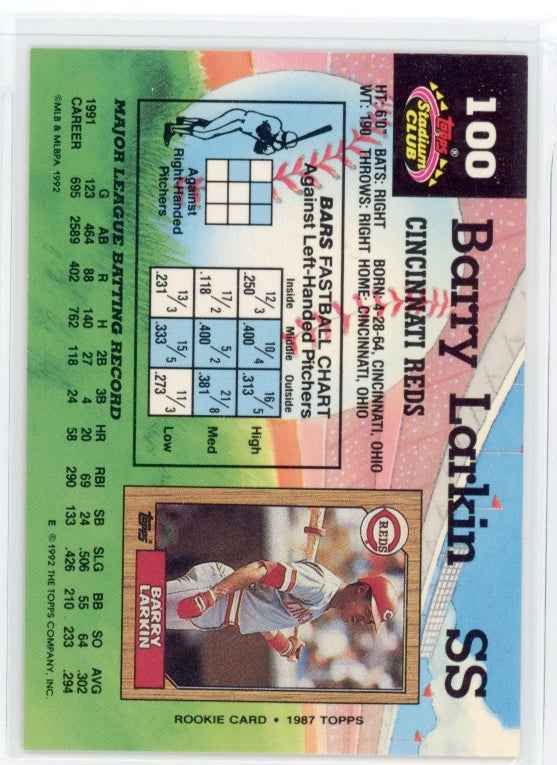 100
Topps®
Stadium
CLUB
Barry Larkin SS
CINCINNATI REDS
HT: 6'0" BATS: RIGHT BORN: 4-28-64, CINCINNATI, OHIO
WT: 190 THROWS: RIGHT HOME: CINCINNATI, OHIO
BARS FASTBALL CHART
Against Left-Handed Pitchers
Inside Middle Outside
12/3 .250 10/4 .400 16/5 .313 High
17/2 .118 5/2 .400 21/8 .381 Med
13/3 .231 15/5 .333 11/3 .273 Low
Against
Right-Handed
Pitchers
REDS
topps
BARRY
LARKIN
ROOKIE CARD • 1987 TOPPS
MAJOR LEAGUE BATTING RECORD
G AB R H 2B 3B HR RBI SB SLG BB SO AVG
1991 123 464 88 140 27 4 20 69 24 .506 55 64 .302
CAREER 695 2589 402 762 118 24 58 290 133 .426 210 233 .294
©MLB & MLBPA 1992
E ©1992 THE TOPPS COMPANY, INC.